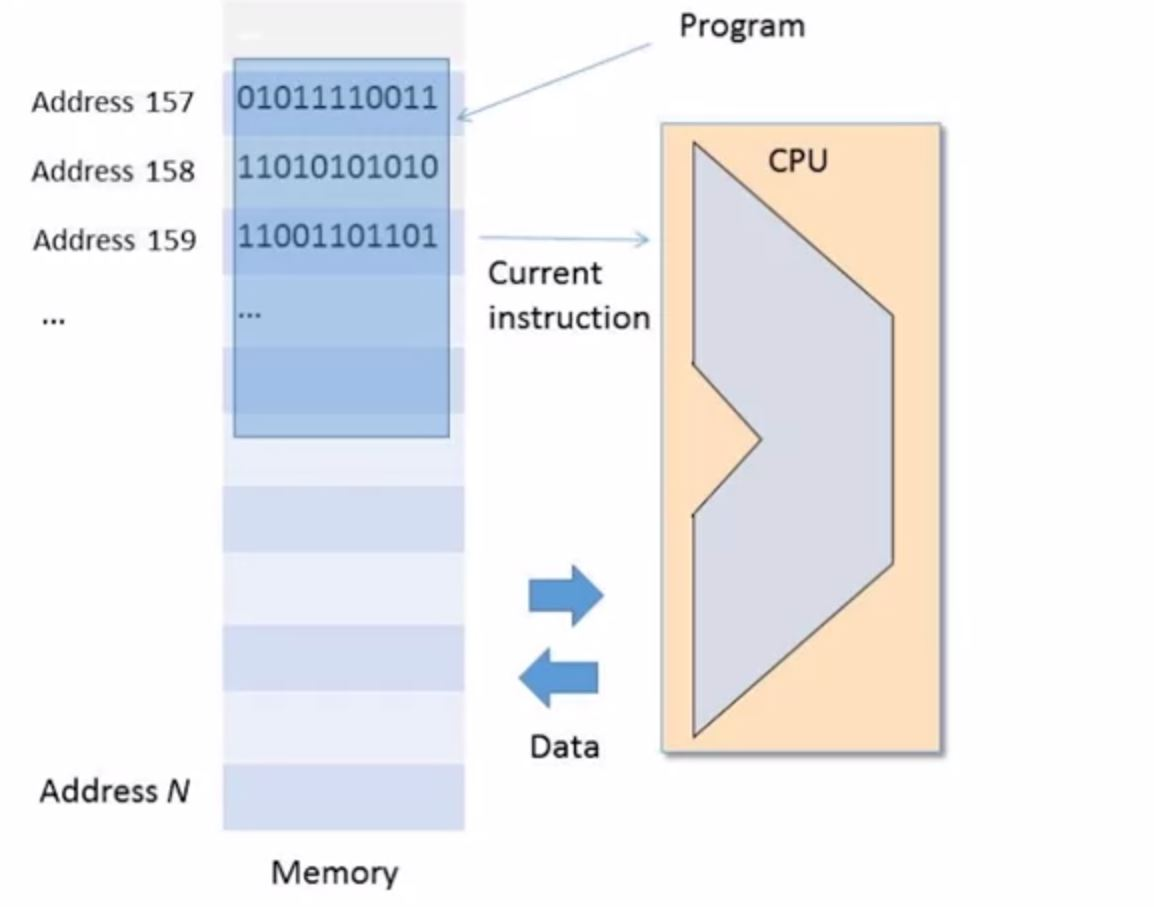 Program
Address 157 01011110011
CPU
Address 158 11010101010
Address 159 11001101101
Current
instruction
... ...
Data
Address N
Memory